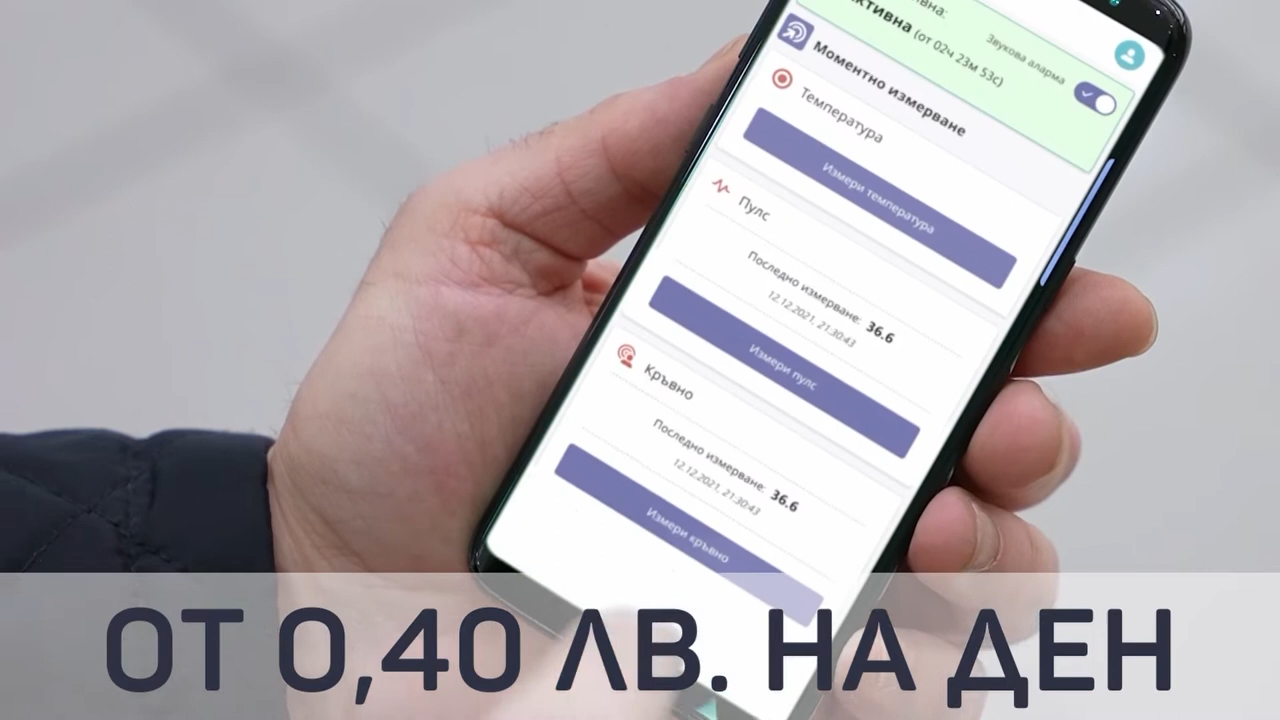 активна (от 02ч 23м 53с)
Звукова аларма
Моментно измерване
Температура
Измери температура
Пулс
Последно измерване: 36.6
12.12.2021, 21:30:43
Измери пулс
Кръвно
Последно измерване: 36.6
12.12.2021, 21:30:43
Измери кръвно
ОТ 0,40 ЛВ. НА ДЕН